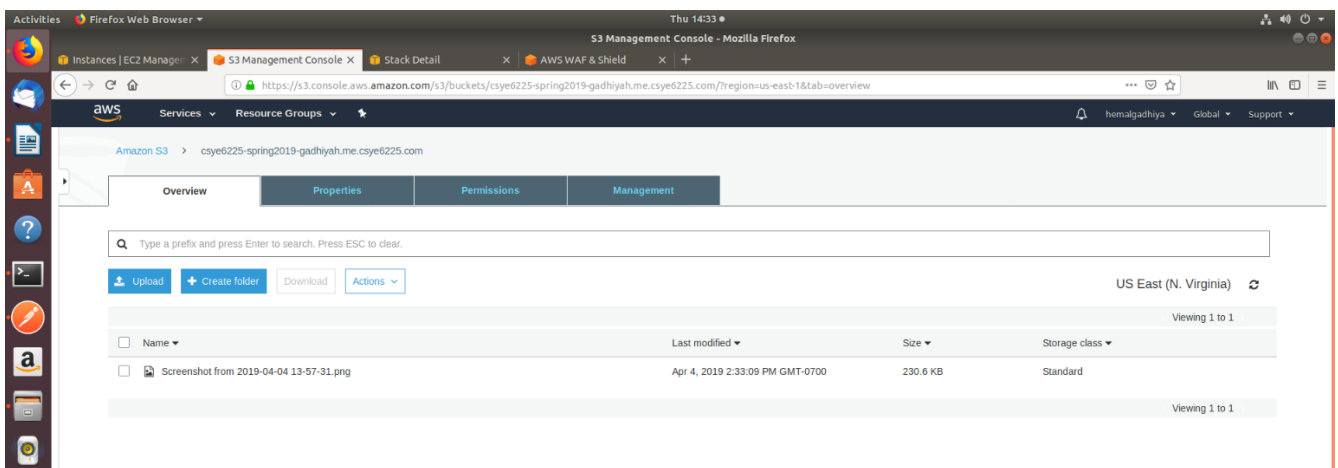 Activities Firefox Web Browser Thu 14:33
S3 Management Console - Mozilla Firefox
Instances | EC2 Managem S3 Management Console Stack Detail AWS WAF & Shield
https://s3.console.aws.amazon.com/s3/buckets/csye6225-spring2019-gadhiyah.me.csye6225.com/?region=us-east-1&tab=overview
aws Services Resource Groups hemalgadhiya Global Support
Amazon S3 > csye6225-spring2019-gadhiyah.me.csye6225.com
Overview Properties Permissions Management
Type a prefix and press Enter to search. Press ESC to clear.
Upload + Create folder Download Actions US East (N. Virginia)
Viewing 1 to 1
Name Last modified Size Storage class
Screenshot from 2019-04-04 13-57-31.png Apr 4, 2019 2:33:09 PM GMT-0700 230.6 KB Standard
Viewing 1 to 1